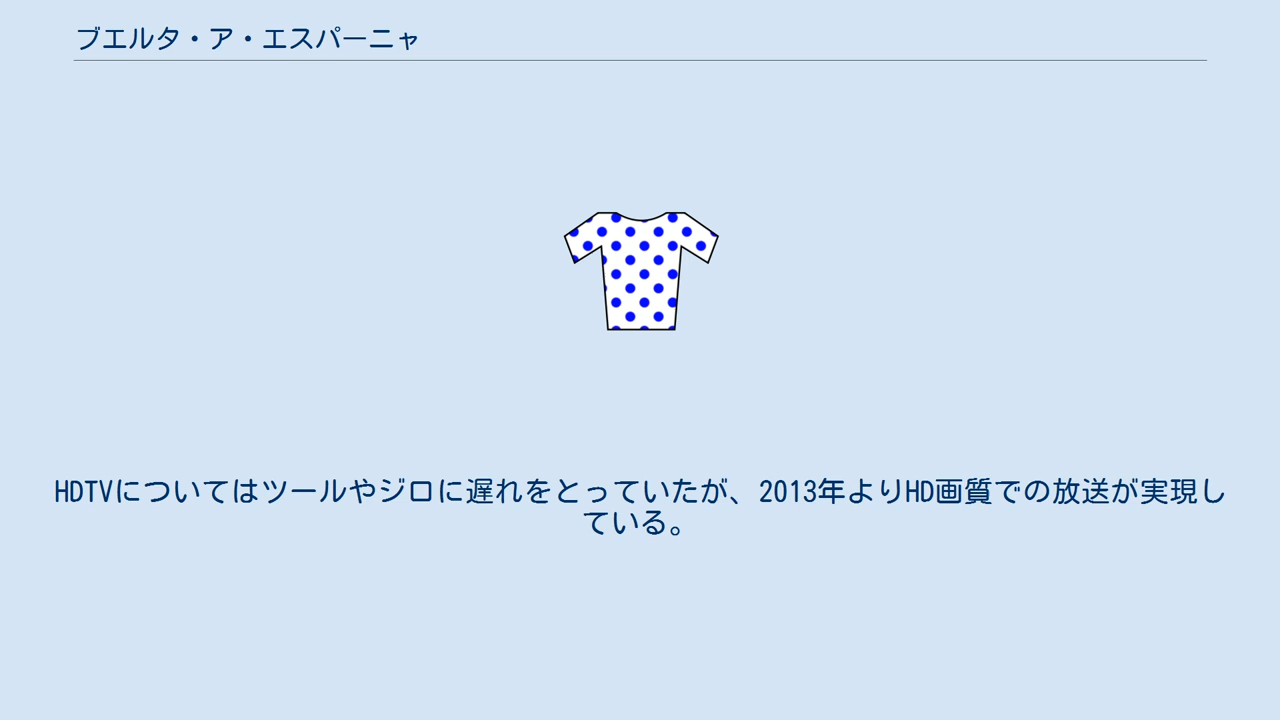 ブエルタ・ア・エスパーニャ
HDTVについてはツールやジロに遅れをとっていたが、2013年よりHD画質での放送が実現し
ている。